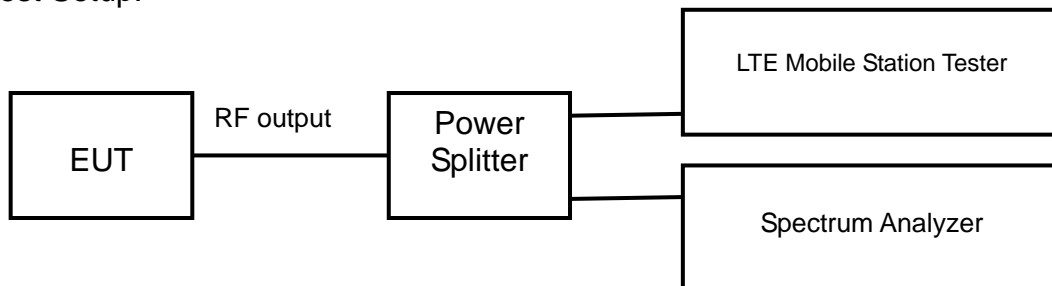 LTE Mobile Station Tester
RF output
EUT
Power
Splitter
Spectrum Analyzer